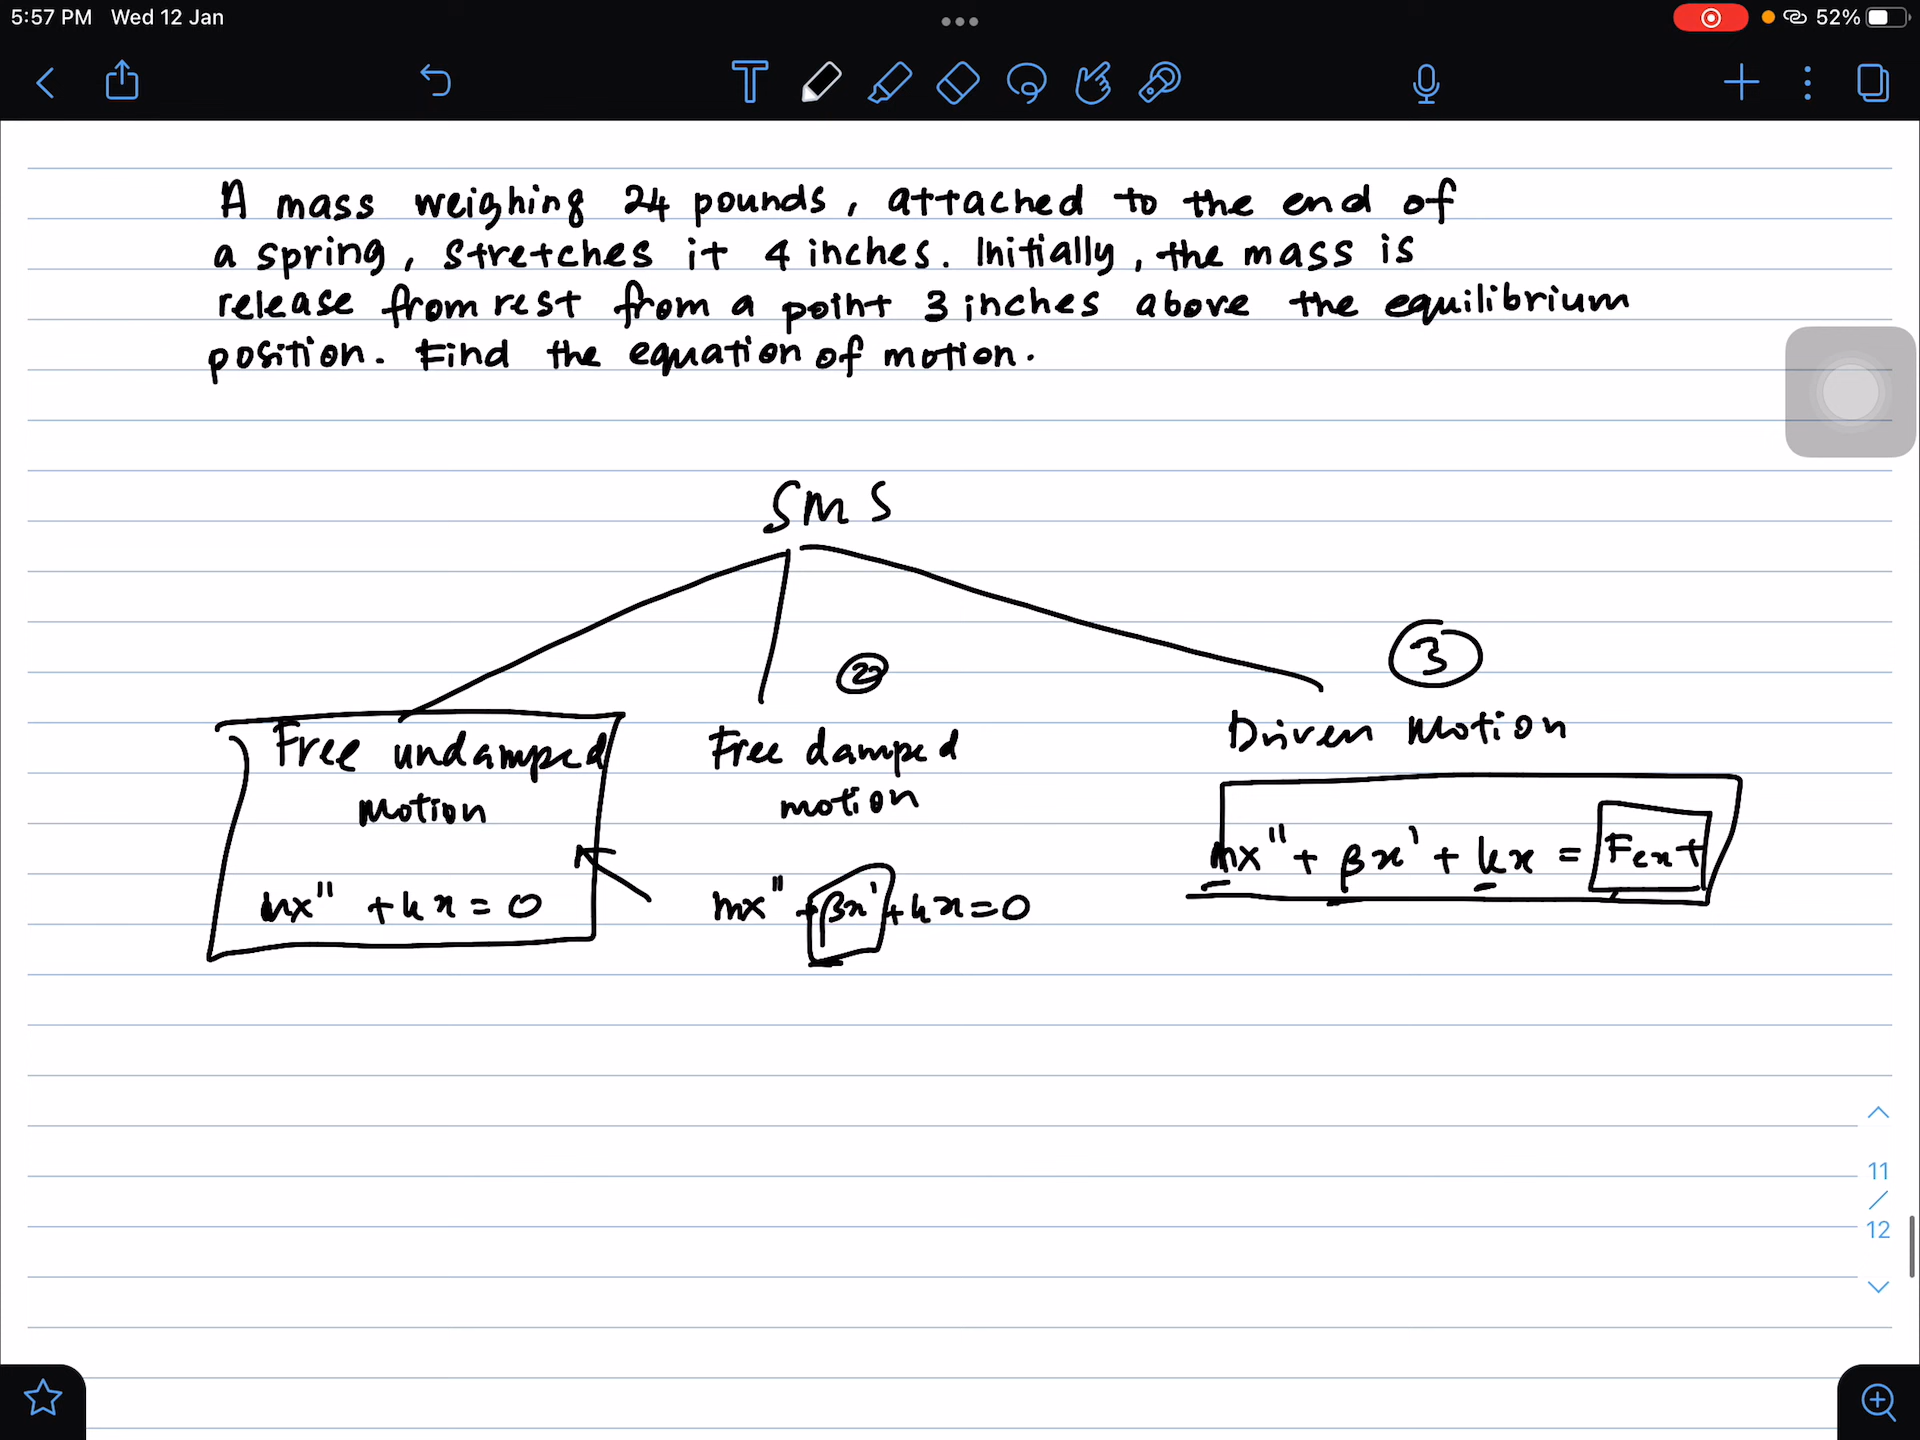 5:57 PM Wed 12 Jan
52%
A mass weighing 24 pounds, attached to the end of
a spring, stretches it 4 inches. Initially, the mass is
release from rest from a point 3 inches above the equilibrium
position. Find the equation of motion.
SMS
②
③
Free undamped
motion
Free damped
motion
Driven Motion
mx" + βx' + kx = Fext
mx" + kx = 0
mx" + βx' + kx = 0
11
/
12